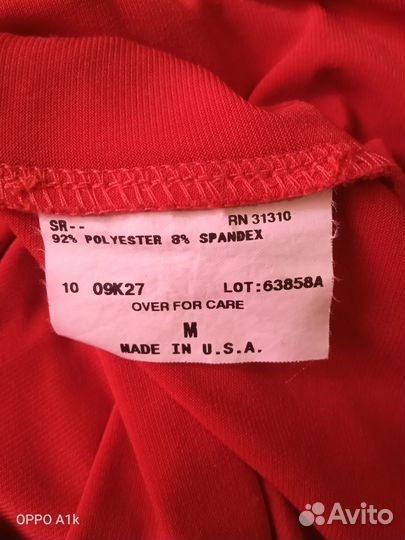 SR-- RN 31310
92% POLYESTER 8% SPANDEX
10 09K27 LOT:63858A
OVER FOR CARE
M
MADE IN U.S.A.
OPPO A1k
Avito